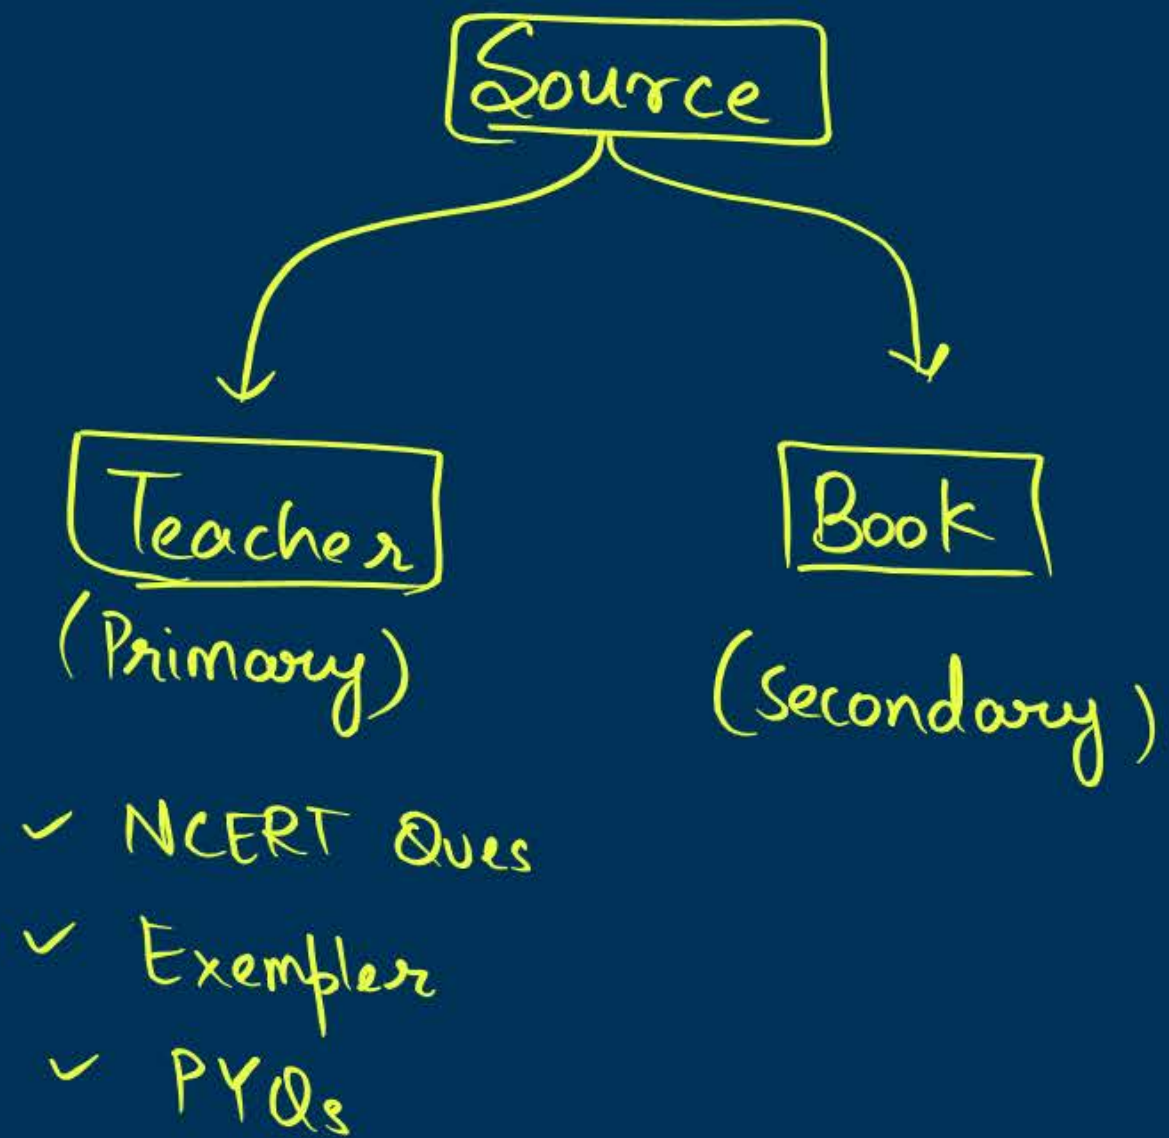 Source
Teacher
Book
(Primary)
(Secondary)
✓ NCERT Ques
✓ Exempler
✓ PYQs